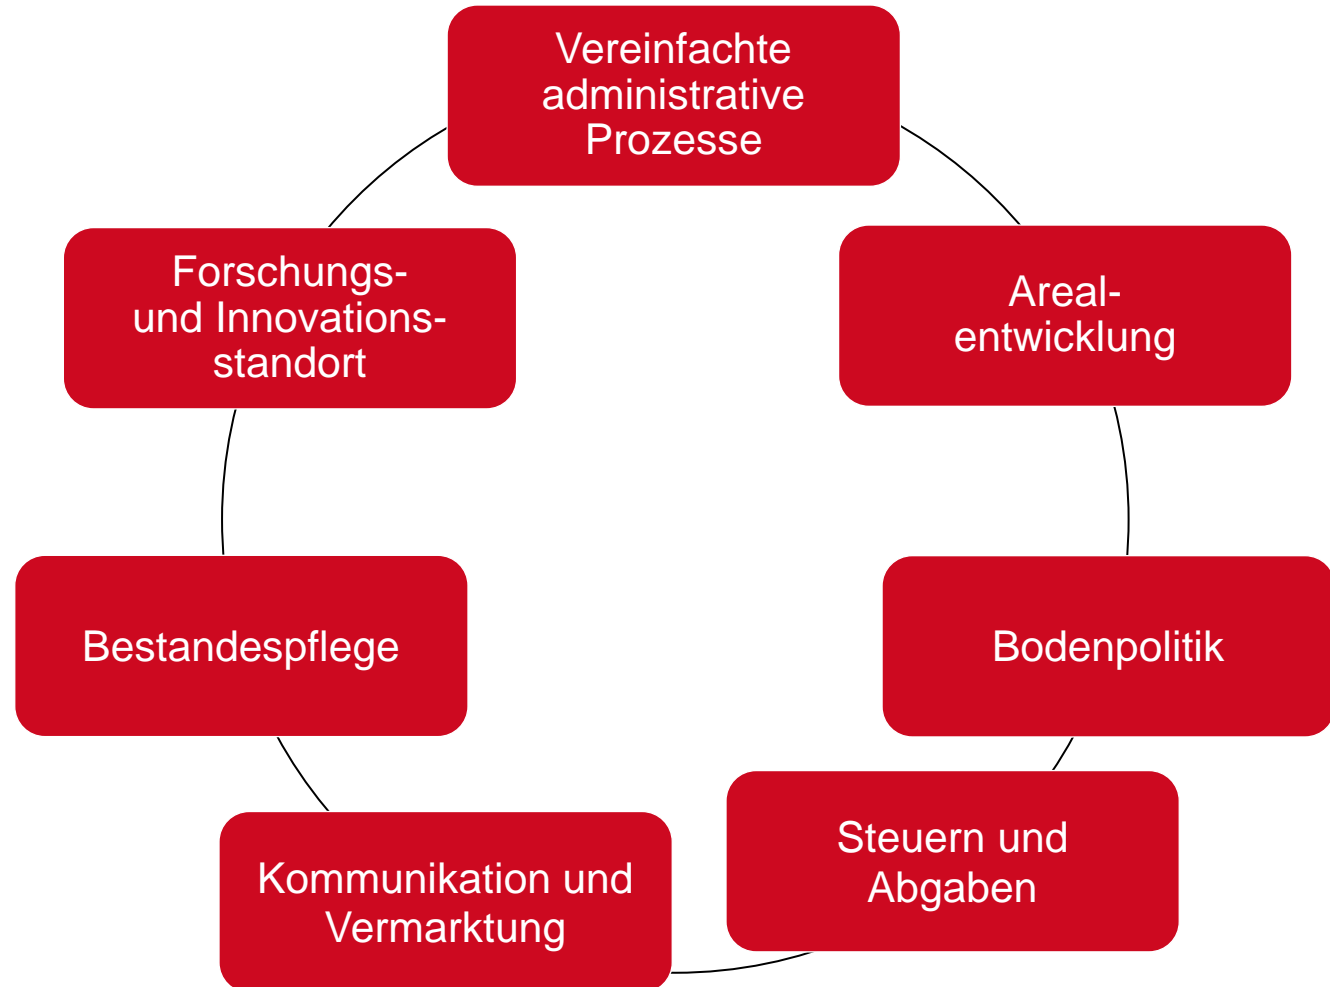 Vereinfachte
administrative
Prozesse
Areal-
entwicklung
Bodenpolitik
Steuern und
Abgaben
Kommunikation und
Vermarktung
Bestandespflege
Forschungs-
und Innovations-
standort